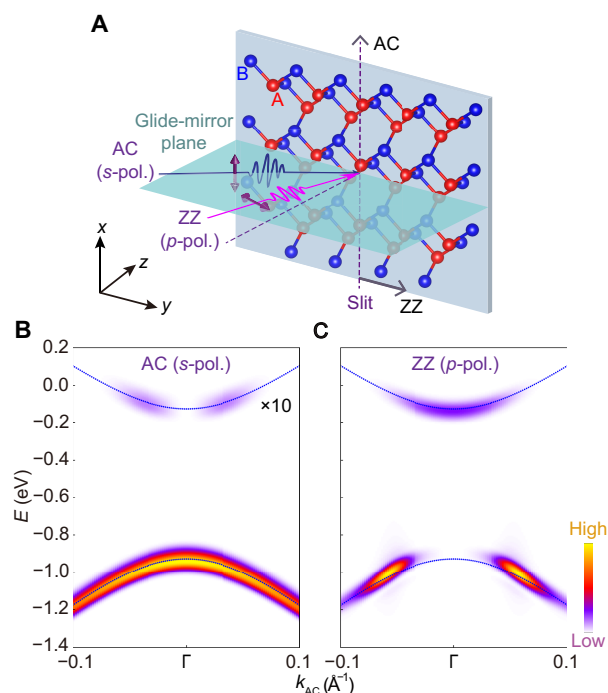 A
AC
B
A
Glide-mirror
plane
AC
(s-pol.)
ZZ
(p-pol.)
x
z
y
Slit
ZZ
B
C
AC (s-pol.)
ZZ (p-pol.)
×10
E (eV)
0.2
0.0
−0.2
−0.4
−0.6
−0.8
−1.0
−1.2
−1.4
High
Low
−0.1
Γ
0.1
−0.1
Γ
0.1
k_AC (Å⁻¹)